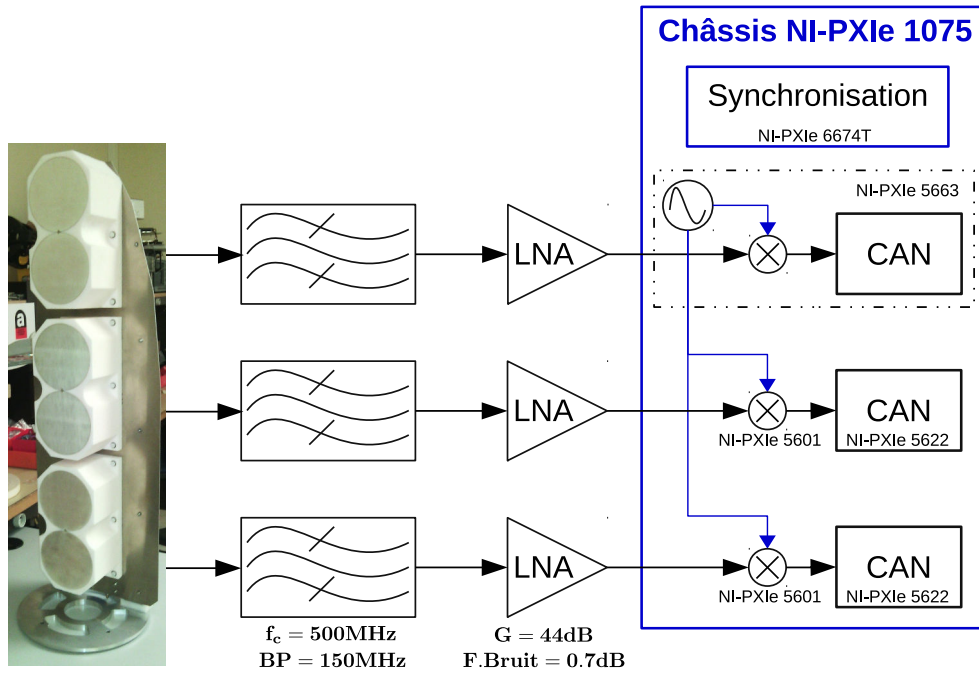 Châssis NI-PXIe 1075
Synchronisation
NI-PXIe 6674T
NI-PXIe 5663
LNA
CAN
LNA
CAN
NI-PXIe 5601
NI-PXIe 5622
LNA
CAN
NI-PXIe 5601
NI-PXIe 5622
f_c = 500MHz
G = 44dB
BP = 150MHz
F.Bruit = 0.7dB
a